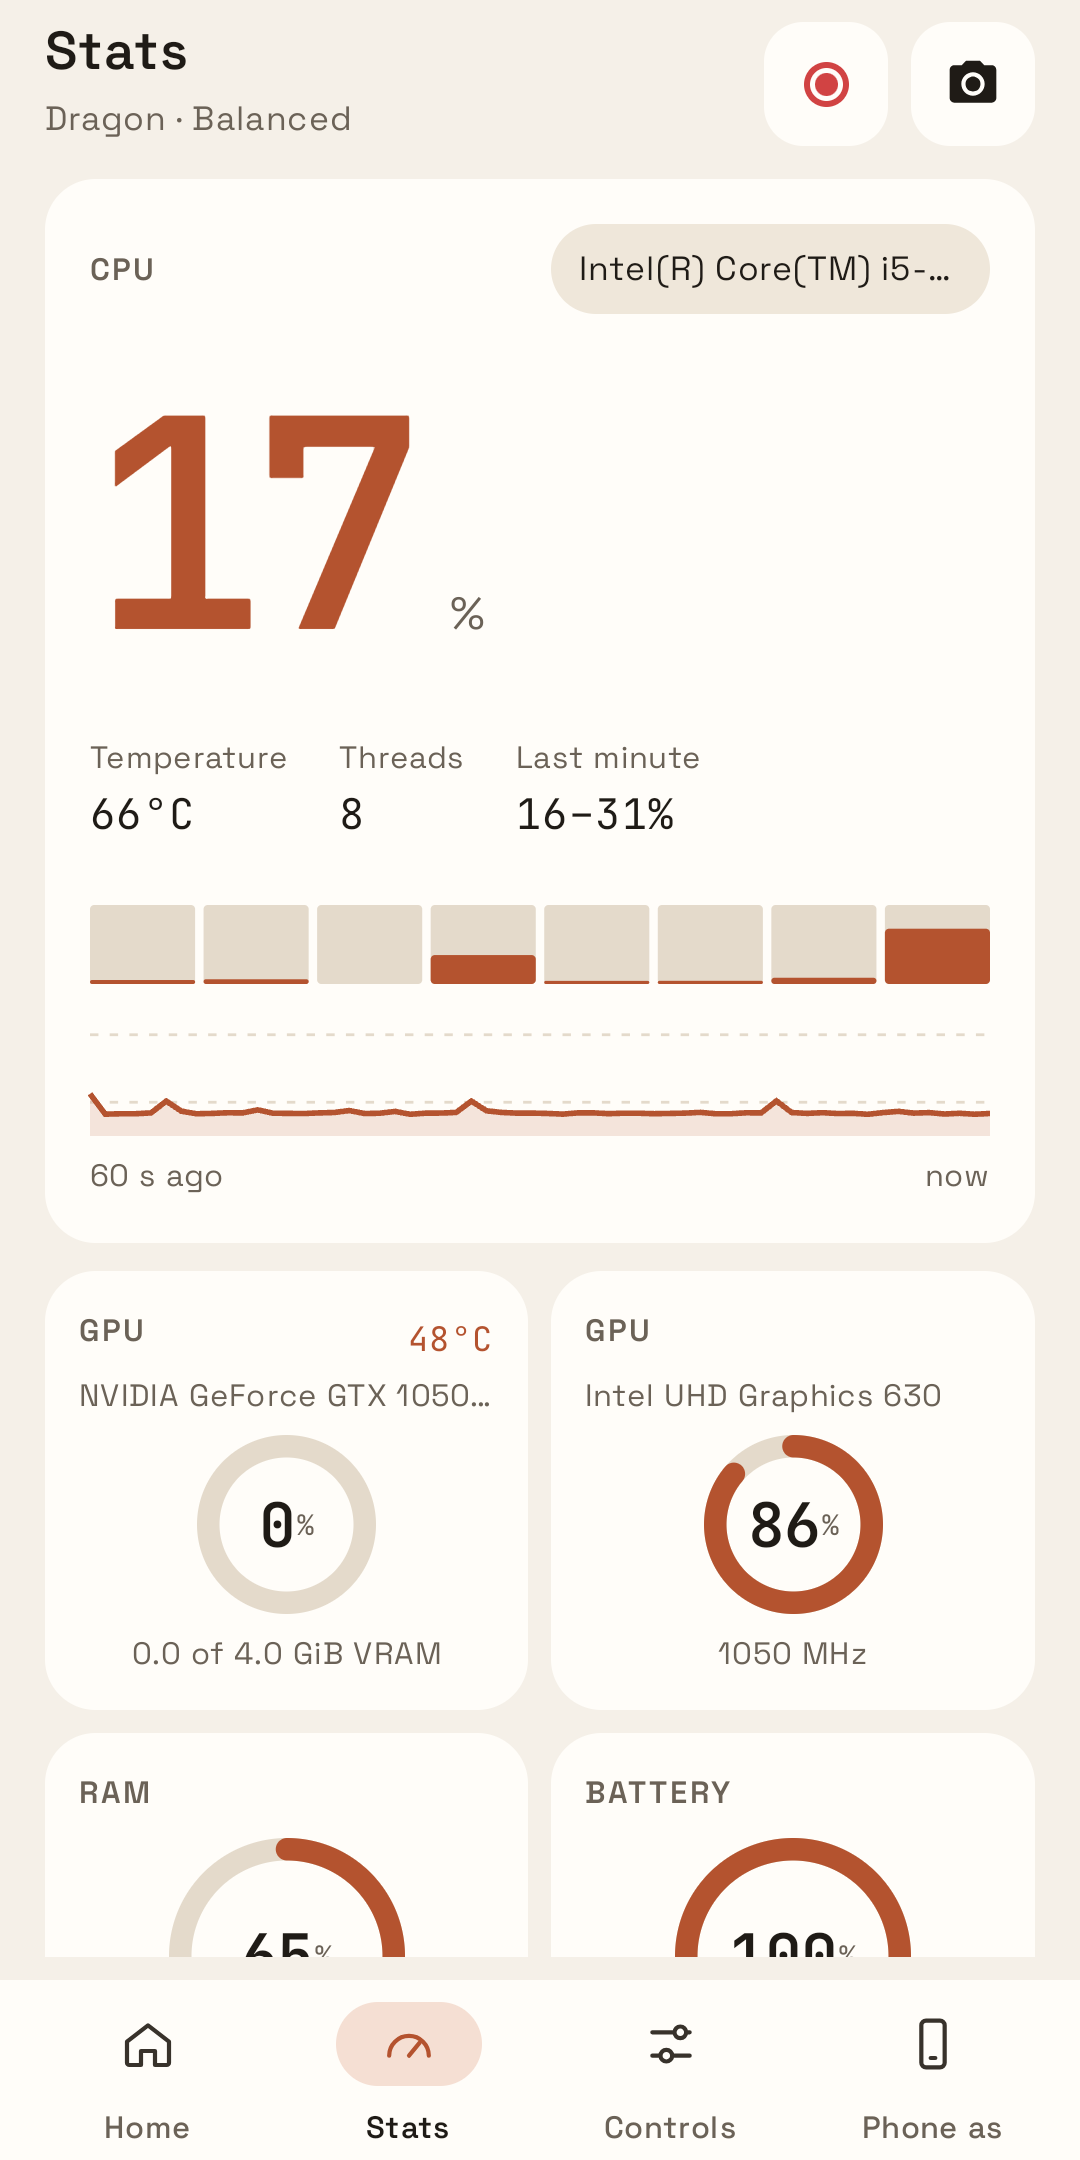 Stats
Dragon · Balanced
CPU
Intel(R) Core(TM) i5-...
17 %
Temperature Threads Last minute
66°C 8 16–31%
60 s ago now
GPU 48°C
NVIDIA GeForce GTX 1050...
0%
0.0 of 4.0 GiB VRAM
GPU
Intel UHD Graphics 630
86%
1050 MHz
RAM
65%
BATTERY
100%
Home Stats Controls Phone as